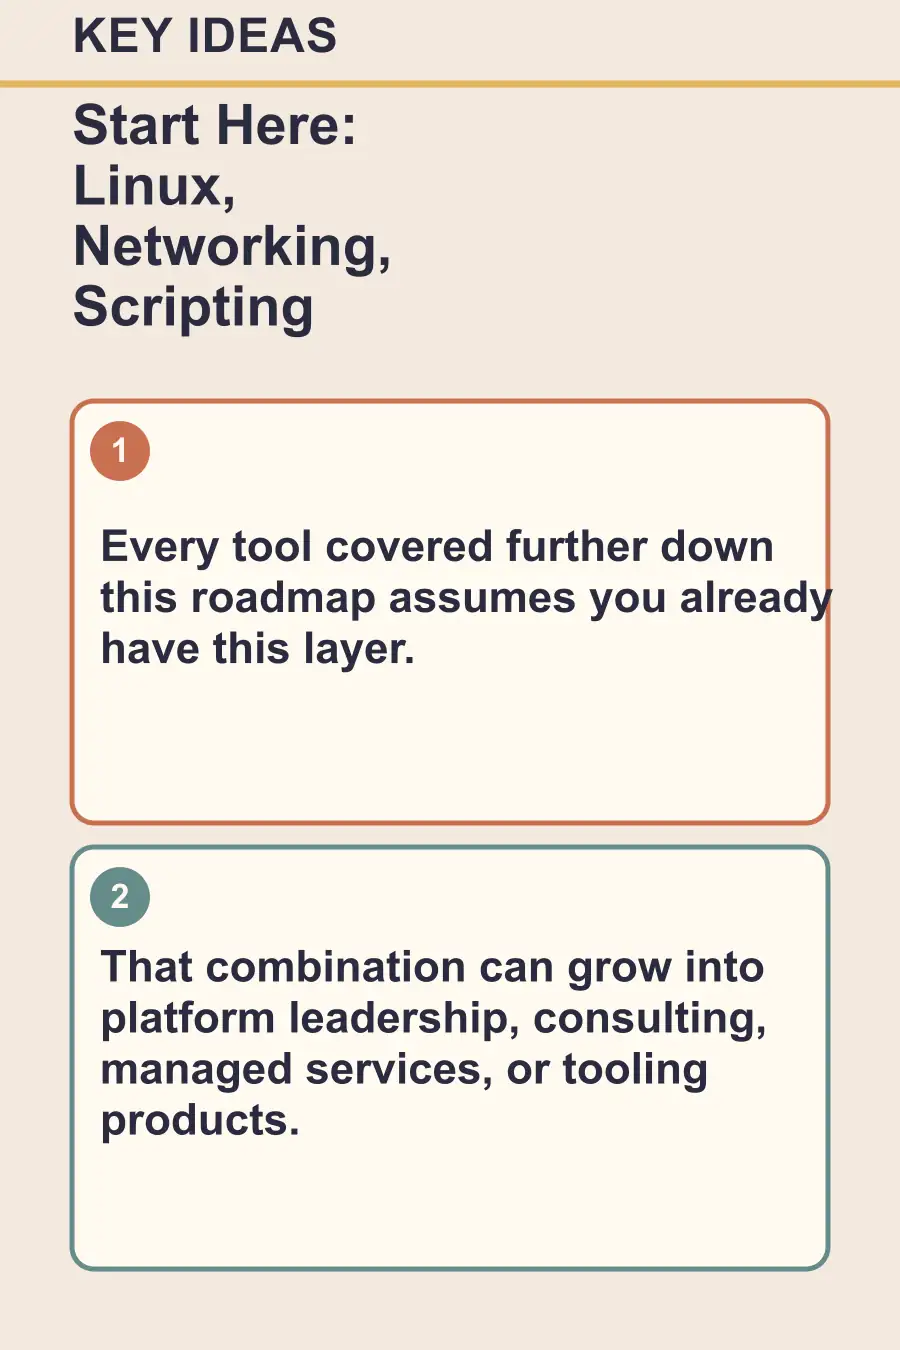 KEY IDEAS
Start Here:
Linux,
Networking,
Scripting
1
Every tool covered further down
this roadmap assumes you already
have this layer.
2
That combination can grow into
platform leadership, consulting,
managed services, or tooling
products.